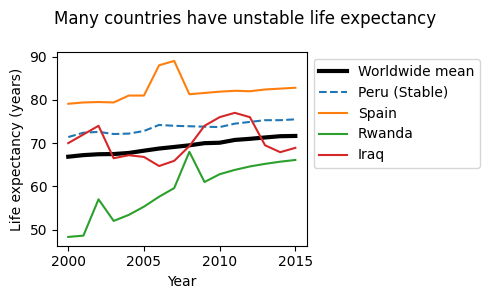 Many countries have unstable life expectancy
Life expectancy (years)
90
80
70
60
50
2000
2005
2010
2015
Year
Worldwide mean
Peru (Stable)
Spain
Rwanda
Iraq